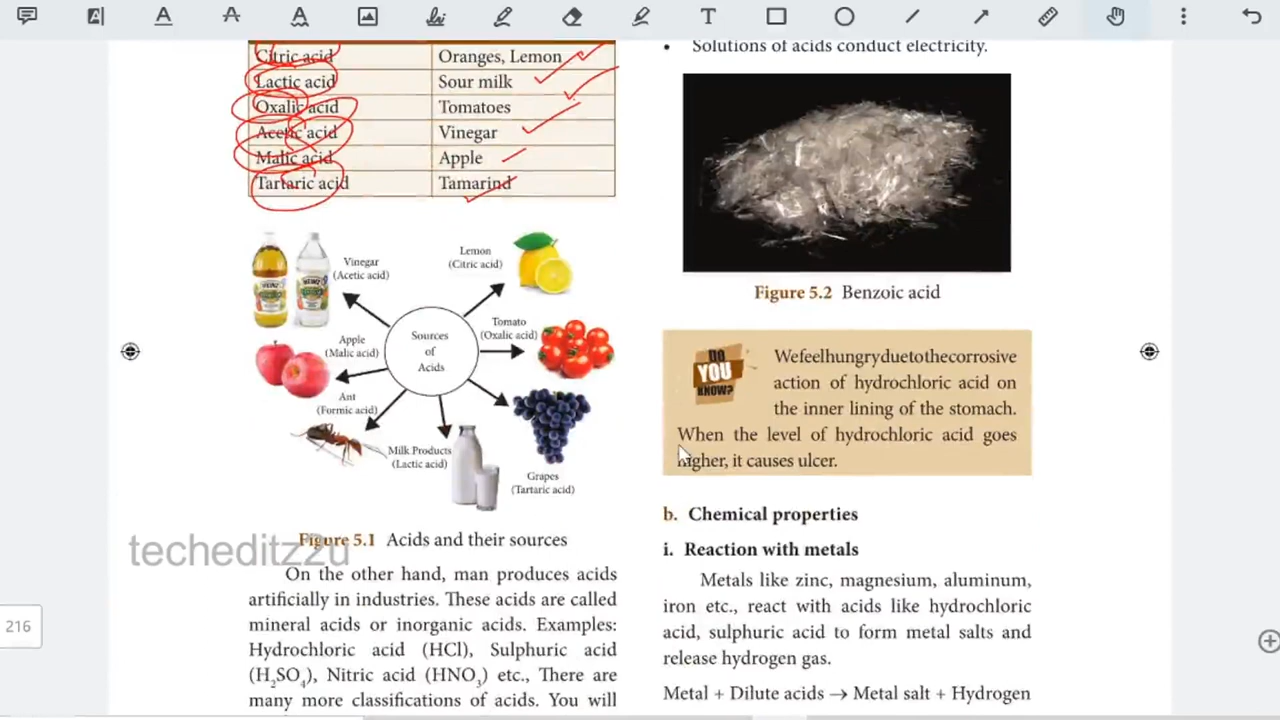 Citric acid Oranges, Lemon
Lactic acid Sour milk
Oxalic acid Tomatoes
Acetic acid Vinegar
Malic acid Apple
Tartaric acid Tamarind
Vinegar
(Acetic acid)
Lemon
(Citric acid)
Apple
(Malic acid)
Sources
of
Acids
Tomato
(Oxalic acid)
Ant
(Formic acid)
Milk Products
(Lactic acid)
Grapes
(Tartaric acid)
Figure 5.1 Acids and their sources
techeditz2u
On the other hand, man produces acids
artificially in industries. These acids are called
mineral acids or inorganic acids. Examples:
Hydrochloric acid (HCl), Sulphuric acid
(H₂SO₄), Nitric acid (HNO₃) etc., There are
many more classifications of acids. You will
• Solutions of acids conduct electricity.
Figure 5.2 Benzoic acid
DO
YOU
KNOW?
Wefeelhungryduetothecorrosive
action of hydrochloric acid on
the inner lining of the stomach.
When the level of hydrochloric acid goes
higher, it causes ulcer.
b. Chemical properties
i. Reaction with metals
Metals like zinc, magnesium, aluminum,
iron etc., react with acids like hydrochloric
acid, sulphuric acid to form metal salts and
release hydrogen gas.
Metal + Dilute acids → Metal salt + Hydrogen
216